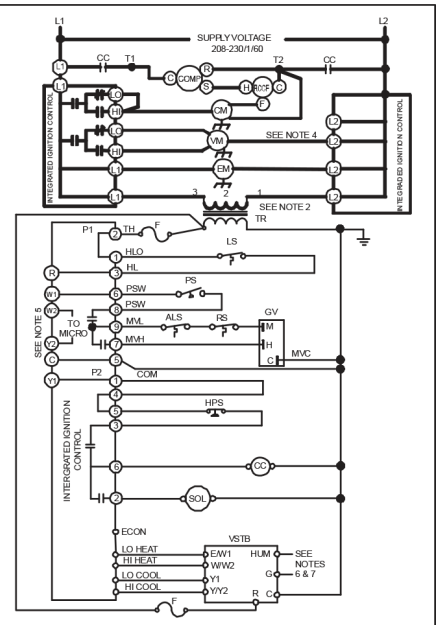 L1 L2
SUPPLY VOLTAGE
208-230/1/60
CC T1 T2 CC
L1 C COMP R S H RCCF C F
L1 LO HI CM
LO HI VM SEE NOTE 4 L2
L1 EM L2
L1 3 2 1 L2
INTEGRATED IGNITION CONTROL
INTEGRADED IGNITION CONTROL
SEE NOTE 2
TR
P1 2 TH F
1 HLO LS
R 3 HL
W1 6 PSW PS
W2 8 PSW
TO MICRO
9 MVL ALS RS GV M
Y2 7 MVH H
C 5 C MVC
SEE NOTE 5
Y1 P2 1 COM
4
5 HPS
3
INTERGRATED IGNITION
CONTROL
6 CC
2 SOL
ECON
VSTB
LO HEAT E/W1 HUM SEE
HI HEAT W/W2 NOTES
LO COOL Y1 G 6 & 7
HI COOL Y/Y2
F R C